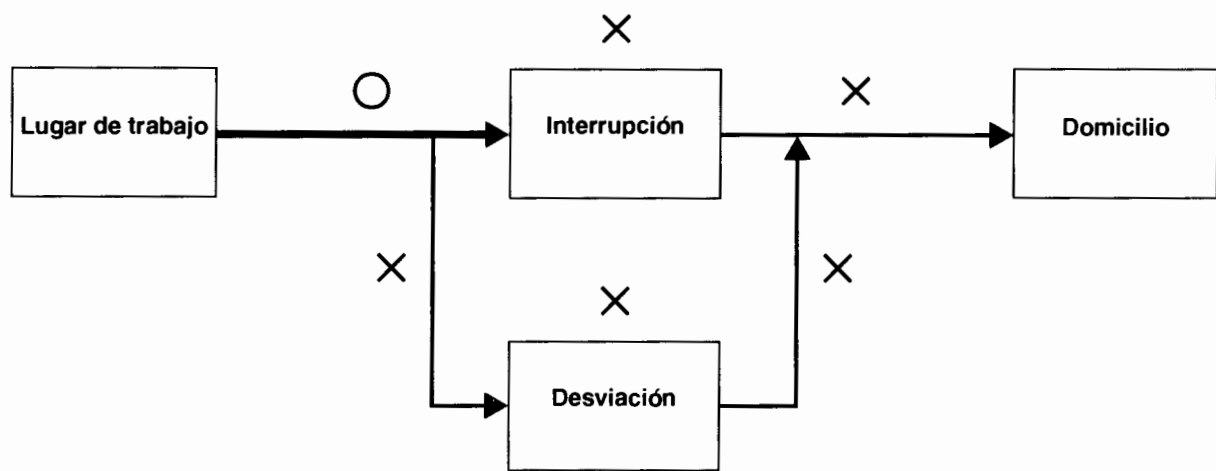 Lugar de trabajo
Interrupción
Domicilio
Desviación